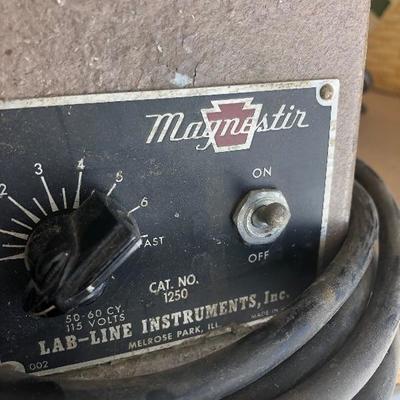 Magnestir
2 3 4 5 6
AST
ON
OFF
CAT. NO.
1250
50-60 CY.
115 VOLTS
LAB-LINE INSTRUMENTS, Inc.
MELROSE PARK, ILL.
MADE IN
002